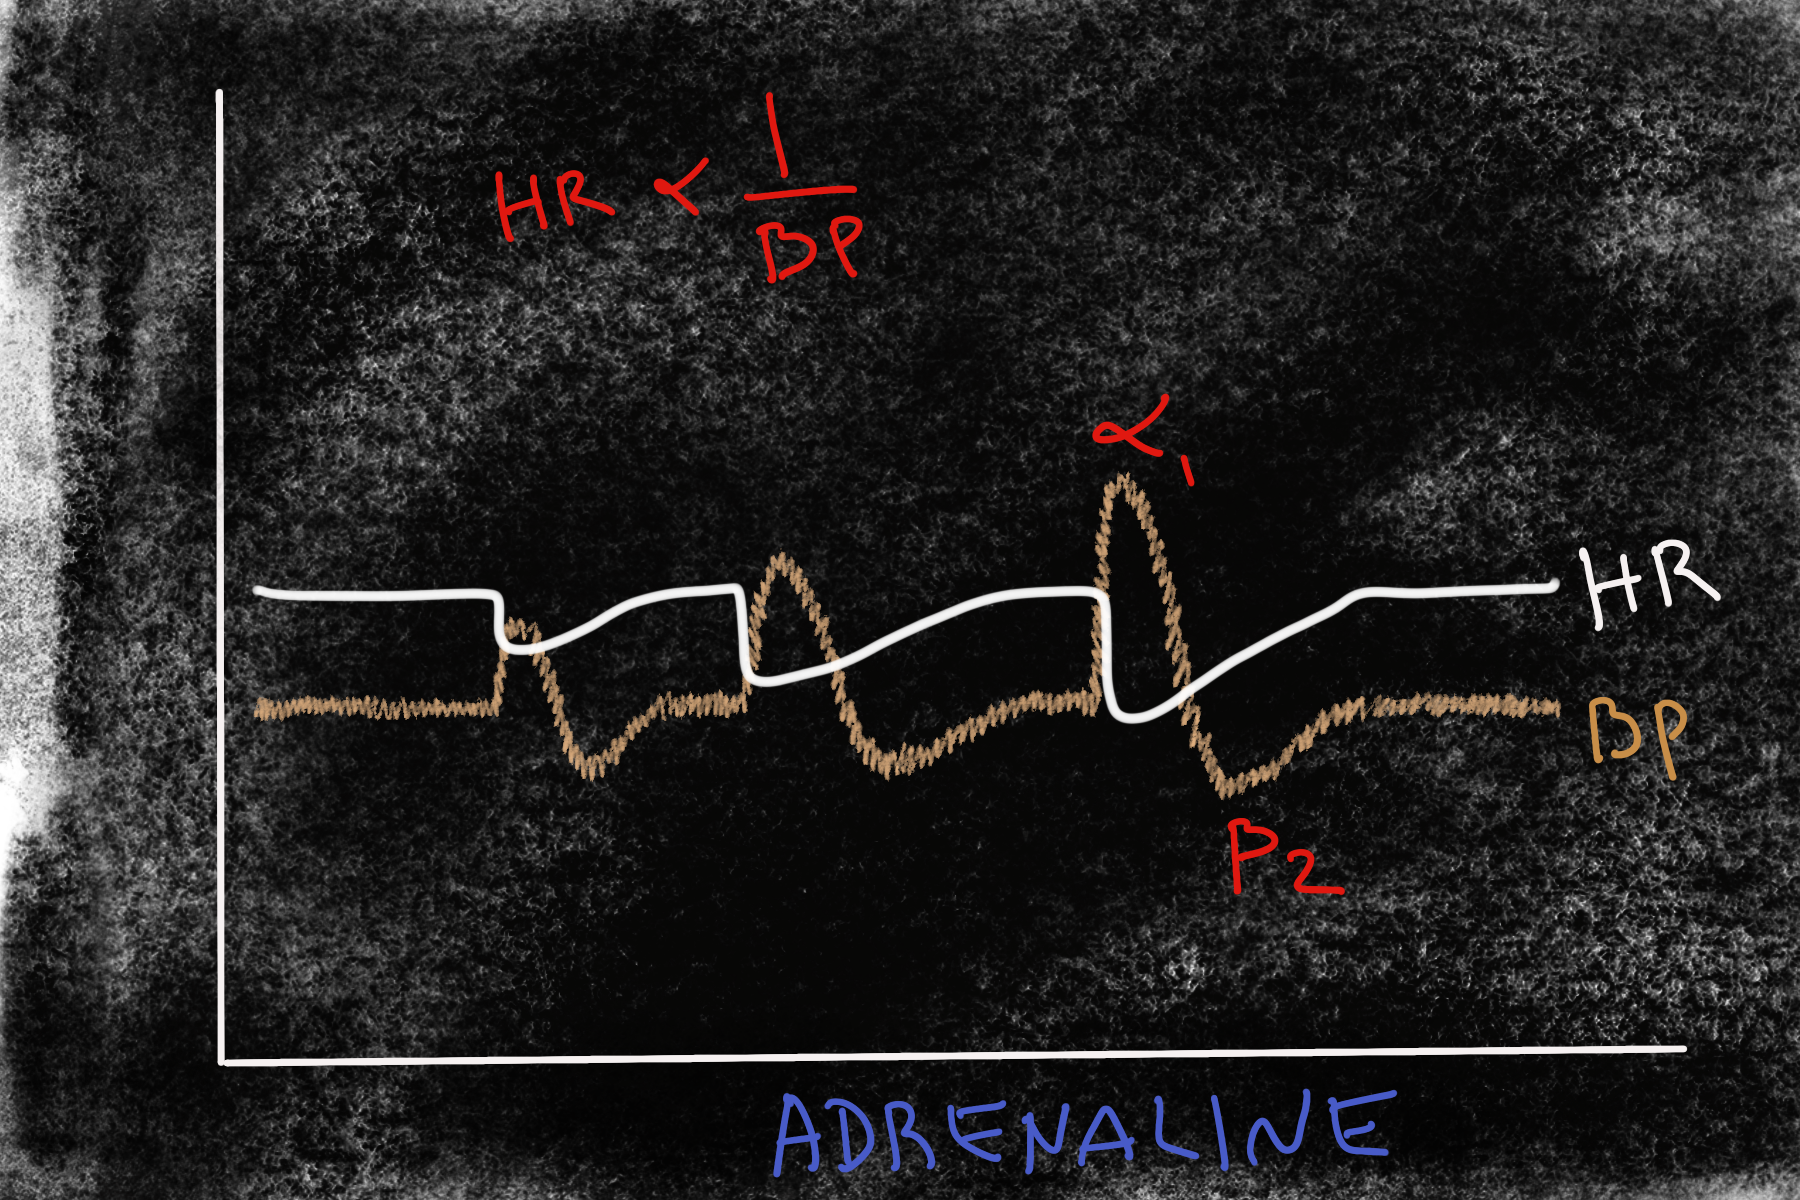 HR ∝ 1/BP
α1
HR
BP
β2
ADRENALINE